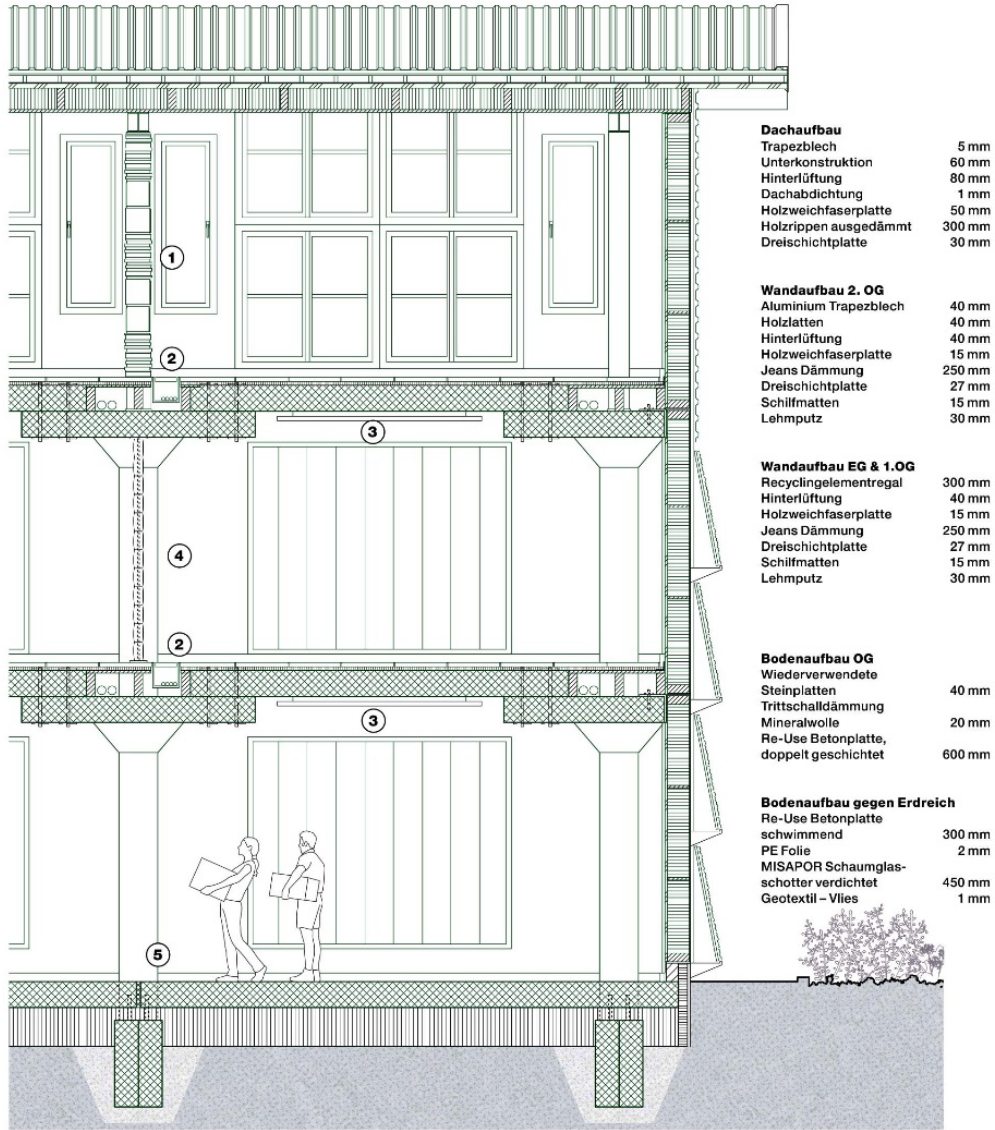 Dachaufbau
Trapezblech 5 mm
Unterkonstruktion 60 mm
Hinterlüftung 80 mm
Dachabdichtung 1 mm
Holzweichfaserplatte 50 mm
Holzrippen ausgedämmt 300 mm
Dreischichtplatte 30 mm
1
Wandaufbau 2. OG
Aluminium Trapezblech 40 mm
Holzlatten 40 mm
Hinterlüftung 40 mm
Holzweichfaserplatte 15 mm
2
Jeans Dämmung 250 mm
Dreischichtplatte 27 mm
Schilfmatten 15 mm
Lehmputz 30 mm
3
Wandaufbau EG & 1.OG
Recyclingelementregal 300 mm
Hinterlüftung 40 mm
Holzweichfaserplatte 15 mm
Jeans Dämmung 250 mm
Dreischichtplatte 27 mm
4
Schilfmatten 15 mm
Lehmputz 30 mm
2
Bodenaufbau OG
Wiederverwendete
Steinplatten 40 mm
Trittschalldämmung
3
Mineralwolle 20 mm
Re-Use Betonplatte,
doppelt geschichtet 600 mm
Bodenaufbau gegen Erdreich
Re-Use Betonplatte
schwimmend 300 mm
PE Folie 2 mm
MISAPOR Schaumglas-
schotter verdichtet 450 mm
Geotextil – Vlies 1 mm
5